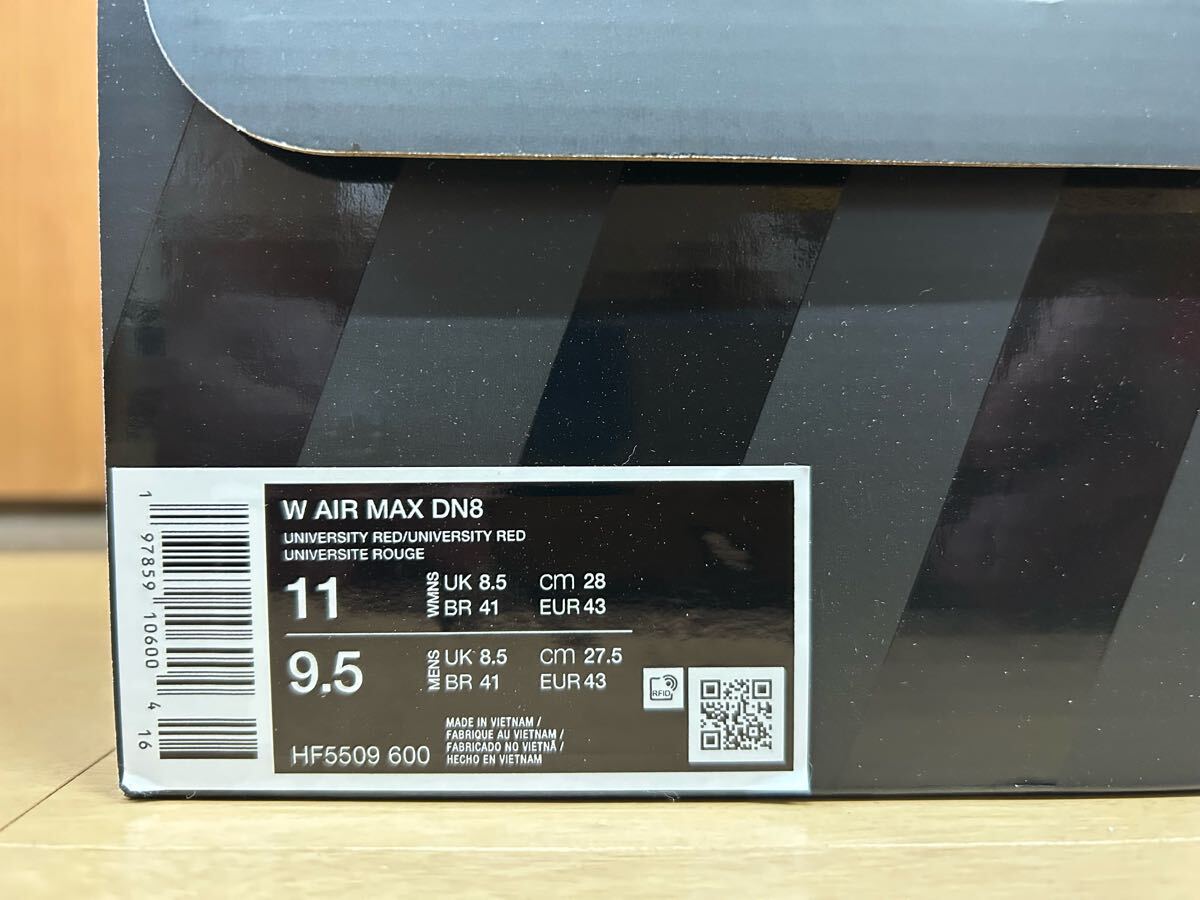 W AIR MAX DN8
UNIVERSITY RED/UNIVERSITY RED
UNIVERSITE ROUGE
11 WMNS UK 8.5 cm 28
BR 41 EUR 43
9.5 MENS UK 8.5 cm 27.5
BR 41 EUR 43
RFID
HF5509 600
MADE IN VIETNAM /
FABRIQUE AU VIETNAM /
FABRICADO NO VIETNÃ /
HECHO EN VIETNAM
1 97859 10600 4 16